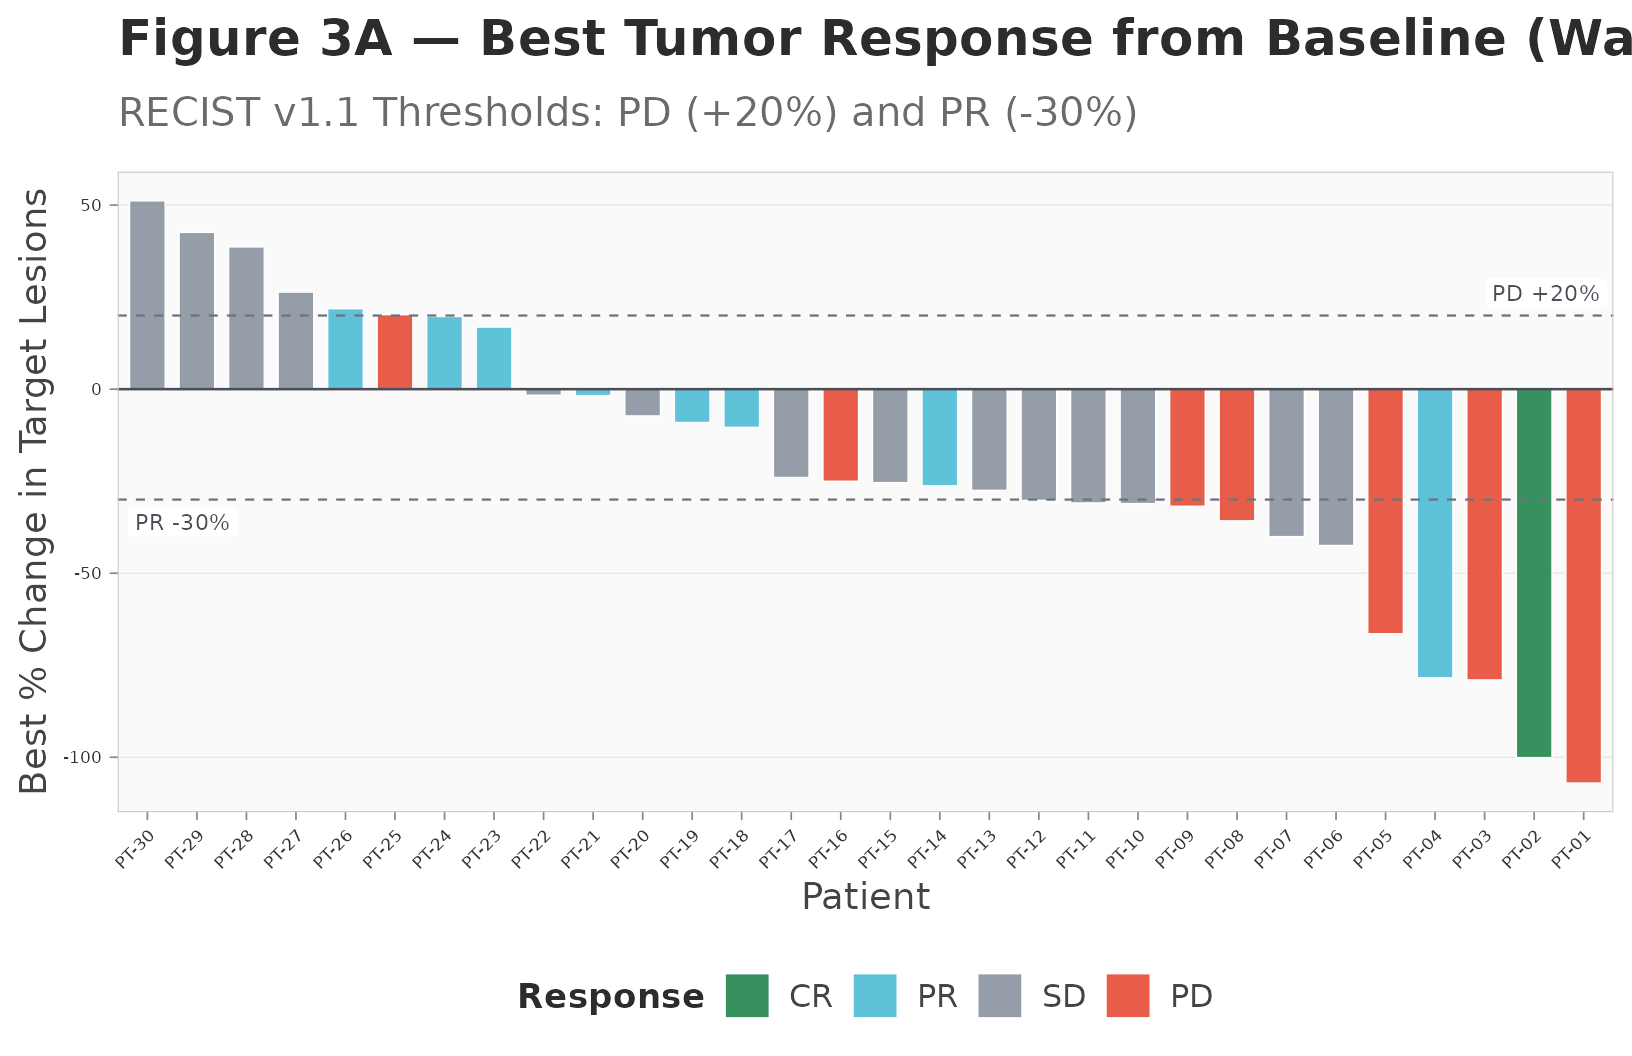 Figure 3A — Best Tumor Response from Baseline (Wa
RECIST v1.1 Thresholds: PD (+20%) and PR (-30%)
Best % Change in Target Lesions
50
0
-50
-100
PD +20%
PR -30%
PT-30 PT-29 PT-28 PT-27 PT-26 PT-25 PT-24 PT-23 PT-22 PT-21 PT-20 PT-19 PT-18 PT-17 PT-16 PT-15 PT-14 PT-13 PT-12 PT-11 PT-10 PT-09 PT-08 PT-07 PT-06 PT-05 PT-04 PT-03 PT-02 PT-01
Patient
Response CR PR SD PD